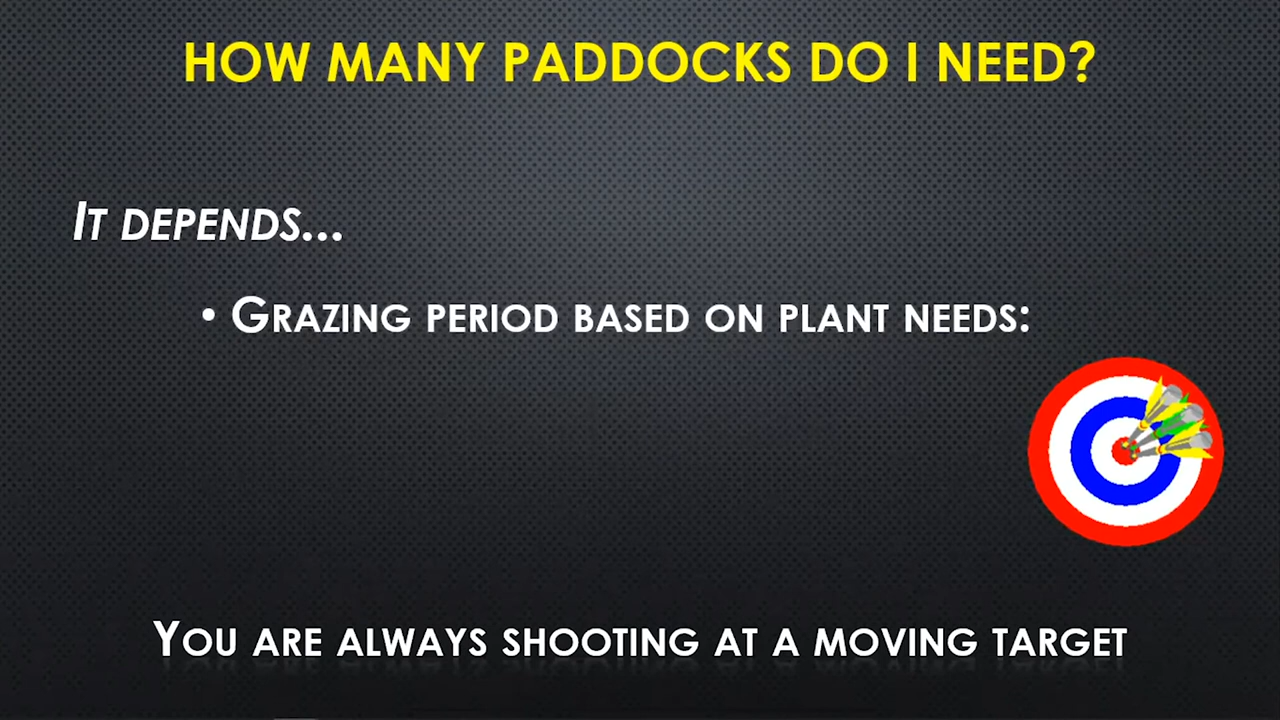 HOW MANY PADDOCKS DO I NEED?
IT DEPENDS...
• GRAZING PERIOD BASED ON PLANT NEEDS:
YOU ARE ALWAYS SHOOTING AT A MOVING TARGET